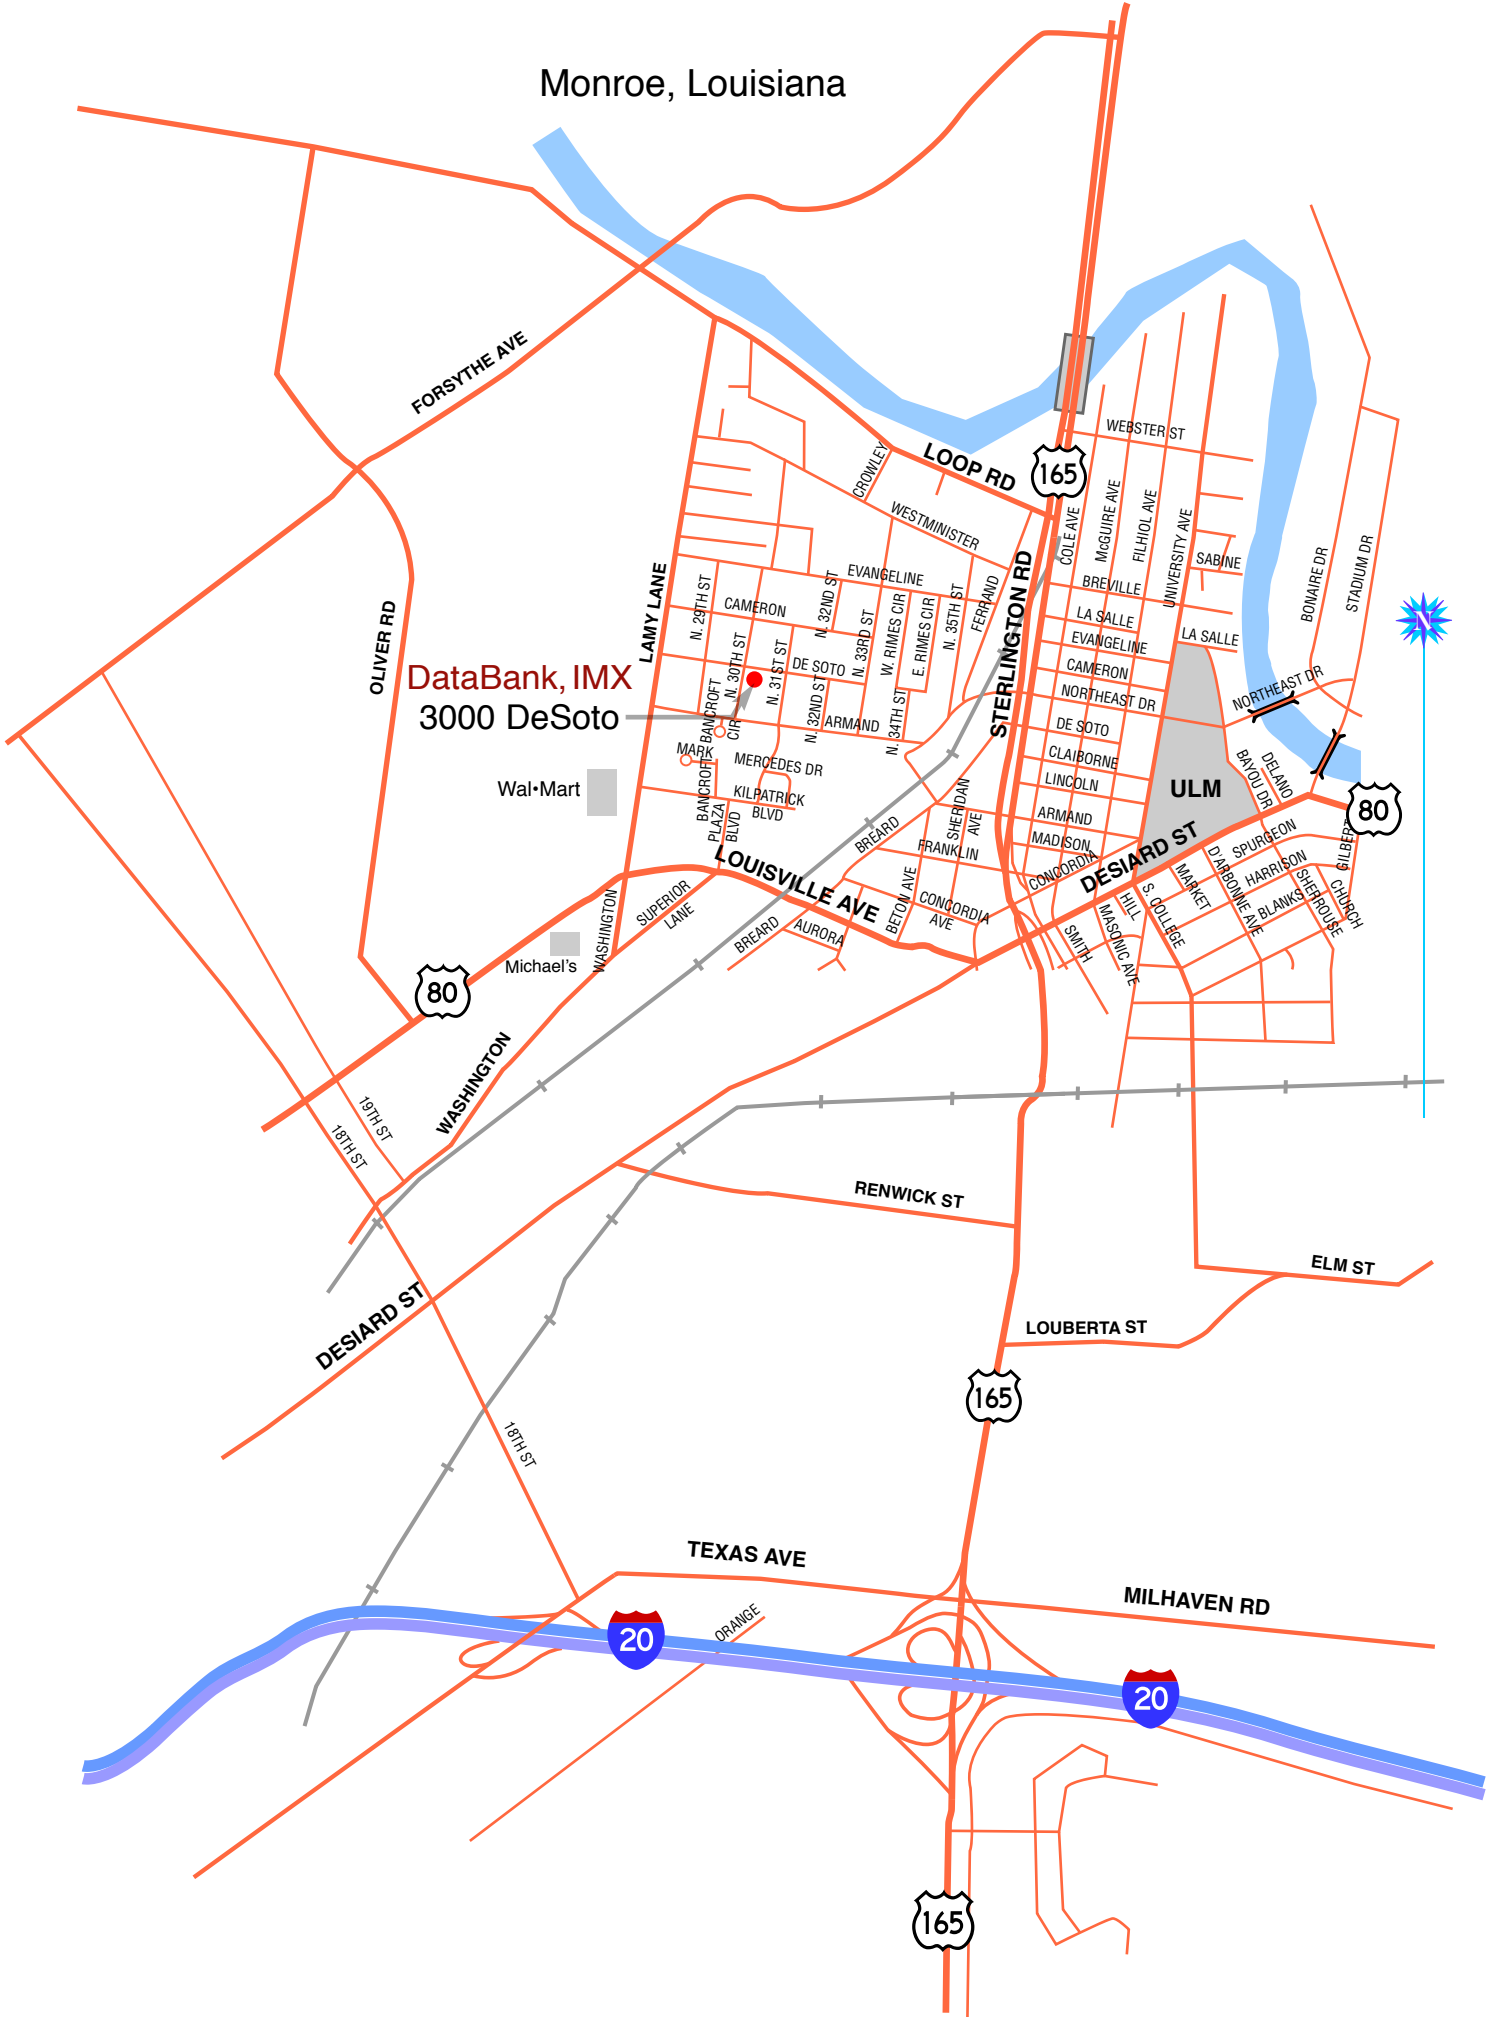 Monroe, Louisiana
FORSYTHE AVE
WEBSTER ST
CROWLEY
LOOP RD
165
WESTMINISTER
COLE AVE
McGUIRE AVE
FILHIOL AVE
UNIVERSITY AVE
SABINE
BONAIRE DR
STADIUM DR
LAMY LANE
OLIVER RD
N. 29TH ST
CAMERON
EVANGELINE
N. 32ND ST
N. 33RD ST
W. RIMES CIR
E. RIMES CIR
N. 35TH ST
FERRAND
STERLINGTON RD
BREVILLE
LA SALLE
EVANGELINE
LA SALLE
CAMERON
NORTHEAST DR
NORTHEAST DR
N
DataBank, IMX
3000 DeSoto
N. 30TH ST
N. 31ST ST
DE SOTO
N. 32ND ST
ARMAND
N. 34TH ST
BANCROFT
CIR
MARK
MERCEDES DR
BANCROFT
KILPATRICK
BLVD
PLAZA
BLVD
DE SOTO
CLAIBORNE
LINCOLN
ARMAND
MADISON
CONCORDIA
ULM
BAYOU DR
DELANO
80
Wal•Mart
SHERIDAN
AVE
BREARD
FRANKLIN
DESIARD ST
SPURGEON
GILBERT
HARRISON
D'ARBONNE AVE
BLANKS
SHERROUSE
CHURCH
MARKET
S. COLLEGE
HILL
MASONIC AVE
SMITH
LOUISVILLE AVE
BETON AVE
CONCORDIA
AVE
SUPERIOR
LANE
WASHINGTON
BREARD
AURORA
Michael's
80
WASHINGTON
19TH ST
18TH ST
RENWICK ST
ELM ST
DESIARD ST
LOUBERTA ST
165
18TH ST
TEXAS AVE
MILHAVEN RD
ORANGE
20
20
165